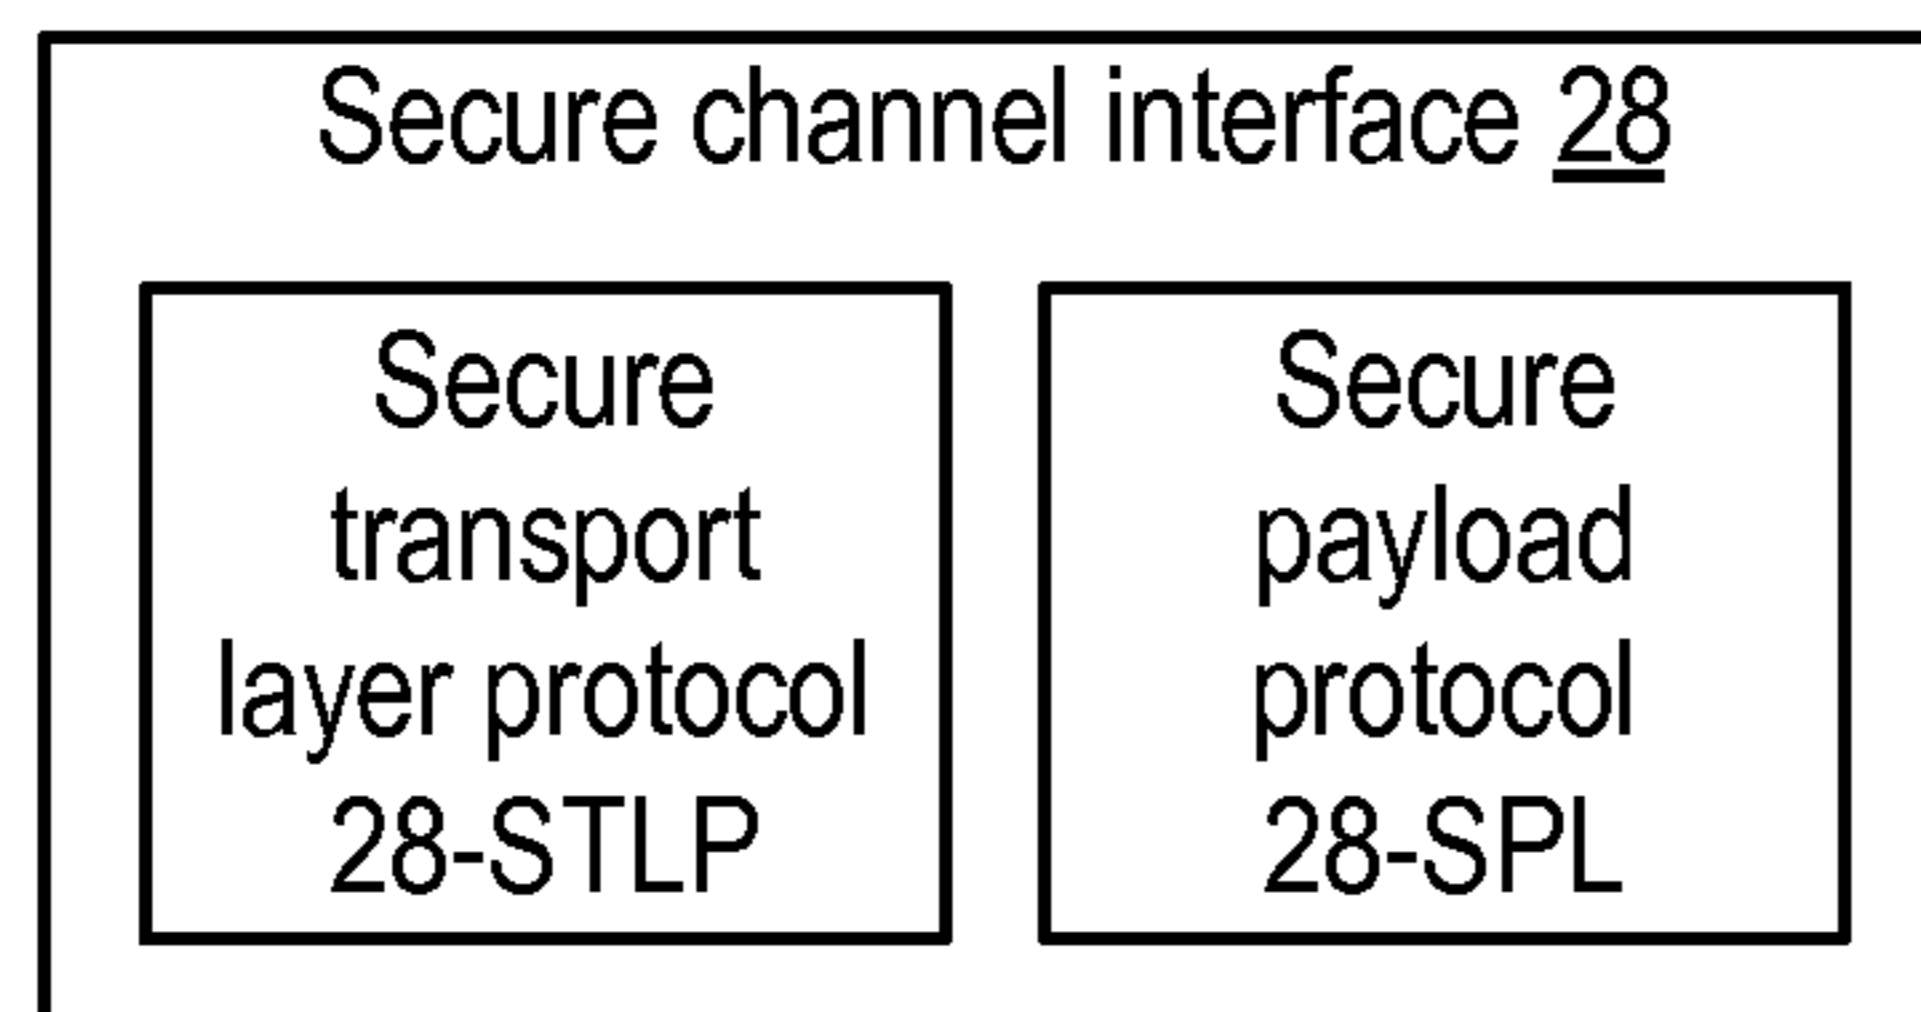 Secure channel interface 28
Secure
transport
layer protocol
28-STLP
Secure
payload
protocol
28-SPL